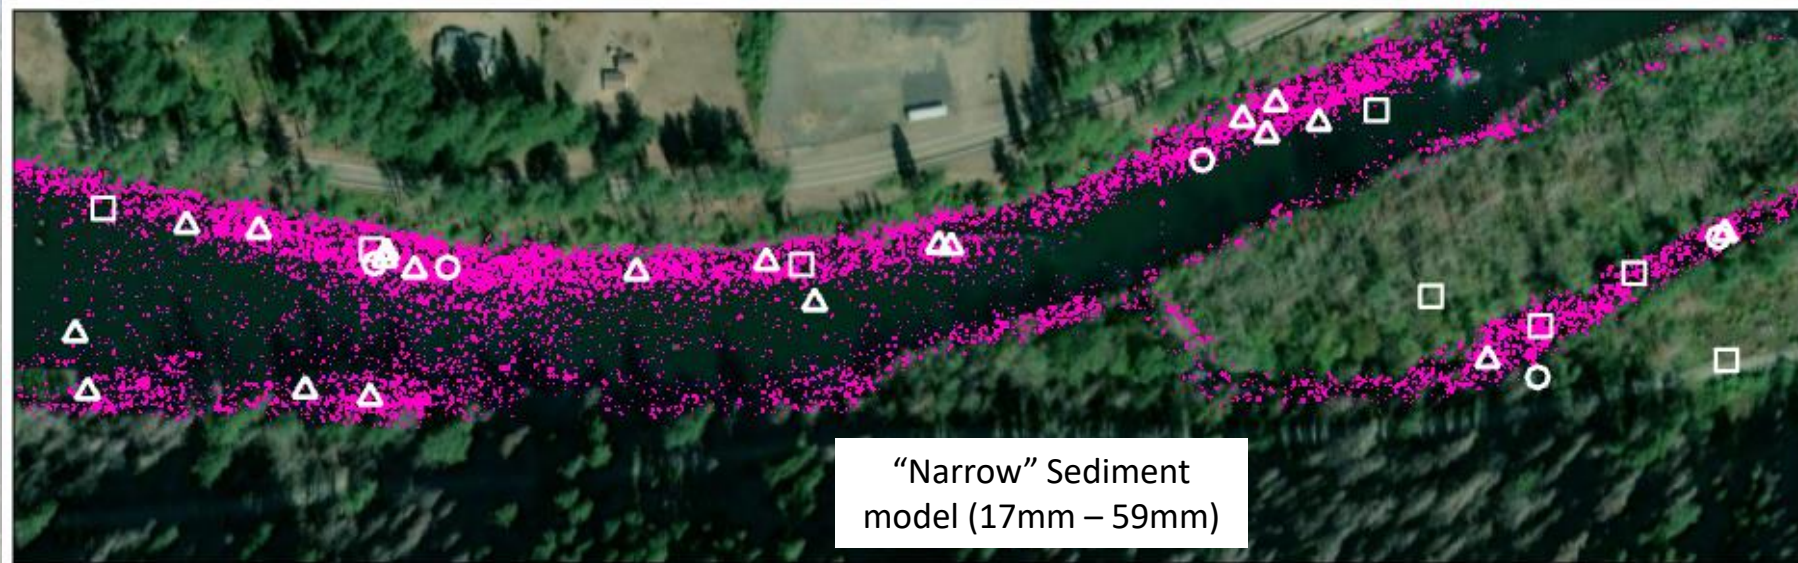 “Narrow” Sediment
model (17mm – 59mm)